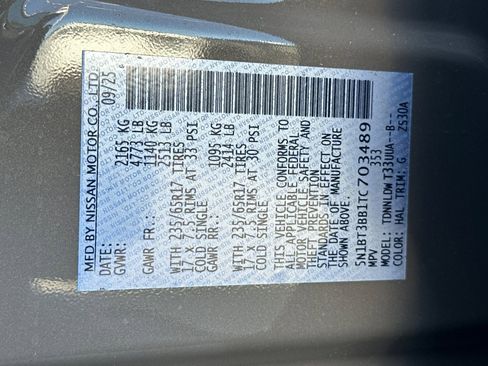 MFD BY NISSAN MOTOR CO., LTD.
DATE: 09/25
GVWR: 2165 KG
4773 LB
GAWR FR: 1140 KG
2513 LB
WITH 235/65R17 TIRES
17 X 7.5 RIMS AT 33 PSI
COLD SINGLE
GAWR RR: 1095 KG
2414 LB
WITH 235/65R17 TIRES
17 X 7.5 RIMS AT 30 PSI
COLD SINGLE
THIS VEHICLE CONFORMS TO
ALL APPLICABLE FEDERAL
MOTOR VEHICLE SAFETY AND
THEFT PREVENTION
STANDARDS IN EFFECT ON
THE DATE OF MANUFACTURE
SHOWN ABOVE.
5N1BT3BB1TC703489
MPV 353
MODEL: TDNNLDWT33UUA--B--
COLOR: HAL TRIM: G ZS30A